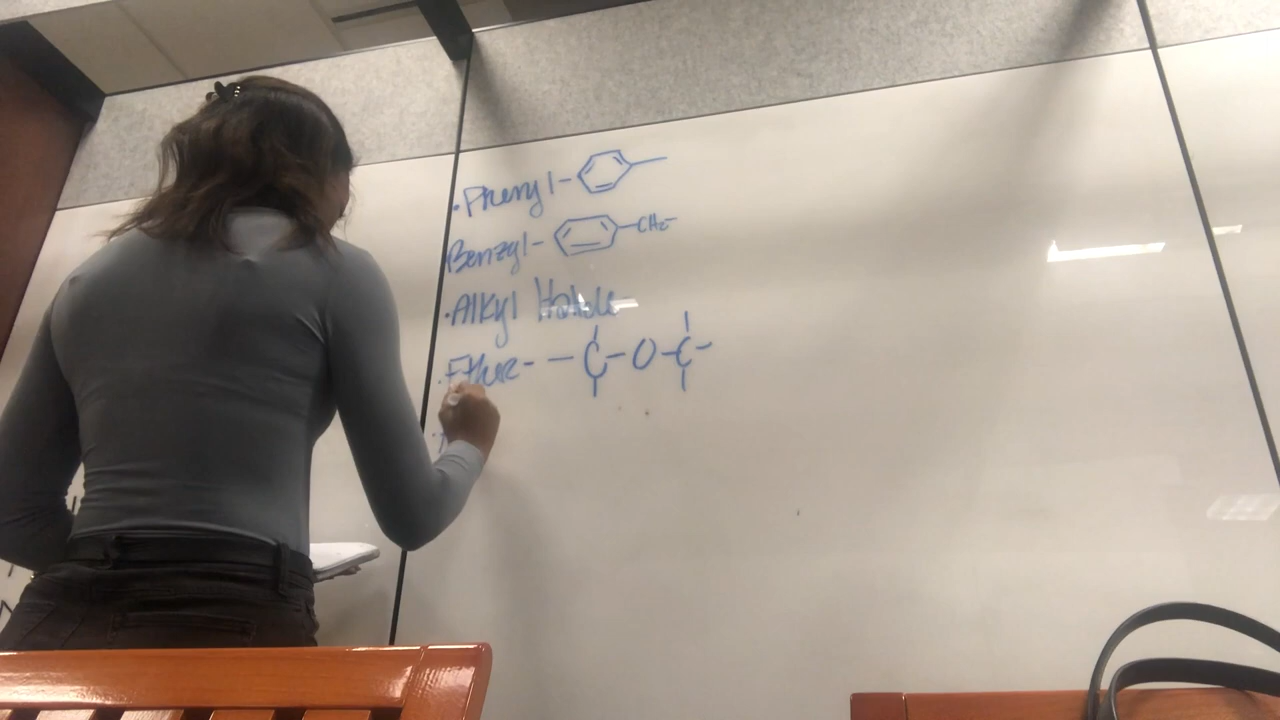 • Phenyl -
Benzyl - -CH2-
• Alkyl Halide
• Ether - - C - O - C -